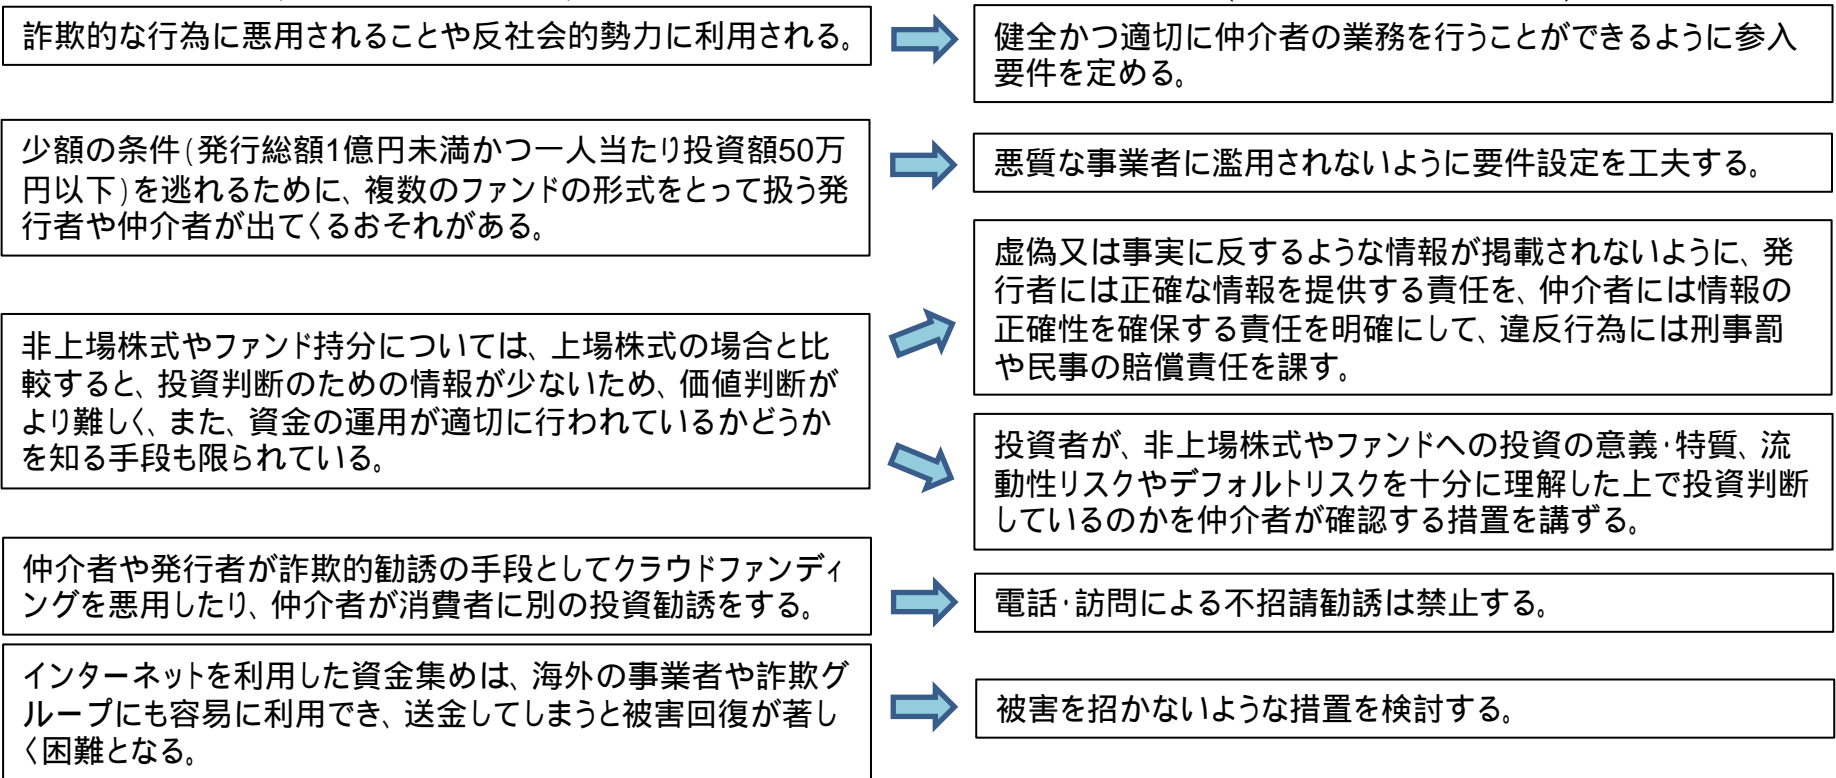 詐欺的な行為に悪用されることや反社会的勢力に利用される。
健全かつ適切に仲介者の業務を行うことができるように参入
要件を定める。
少額の条件(発行総額1億円未満かつ一人当たり投資額50万
円以下)を逃れるために、複数のファンドの形式をとって扱う発
行者や仲介者が出てくるおそれがある。
悪質な事業者に濫用されないように要件設定を工夫する。
非上場株式やファンド持分については、上場株式の場合と比
較すると、投資判断のための情報が少ないため、価値判断が
より難しく、また、資金の運用が適切に行われているかどうか
を知る手段も限られている。
虚偽又は事実に反するような情報が掲載されないように、発
行者には正確な情報を提供する責任を、仲介者には情報の
正確性を確保する責任を明確にして、違反行為には刑事罰
や民事の賠償責任を課す。
投資者が、非上場株式やファンドへの投資の意義・特質、流
動性リスクやデフォルトリスクを十分に理解した上で投資判断
しているのかを仲介者が確認する措置を講ずる。
仲介者や発行者が詐欺的勧誘の手段としてクラウドファンディ
ングを悪用したり、仲介者が消費者に別の投資勧誘をする。
電話・訪問による不招請勧誘は禁止する。
インターネットを利用した資金集めは、海外の事業者や詐欺グ
ループにも容易に利用でき、送金してしまうと被害回復が著し
く困難となる。
被害を招かないような措置を検討する。